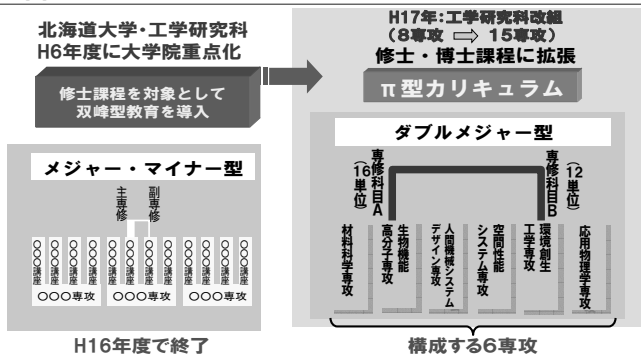 北海道大学・工学研究科
H6年度に大学院重点化
修士課程を対象として
双峰型教育を導入
メジャー・マイナー型
主専修
副専修
○○○講座
○○○講座
○○○講座
○○○講座
○○○講座
○○○講座
○○○講座
○○○講座
○○○講座
○○○講座
○○○講座
○○○講座
○○○専攻
○○○専攻
○○○専攻
H16年度で終了
H17年:工学研究科改組
(8専攻 ⇨ 15専攻)
修士・博士課程に拡張
π型カリキュラム
ダブルメジャー型
専修科目A
(16単位)
専修科目B
(12単位)
材料科学専攻
生物機能
高分子専攻
人間機械システム
デザイン専攻
空間性能
システム専攻
環境創生
工学専攻
応用物理学専攻
構成する6専攻